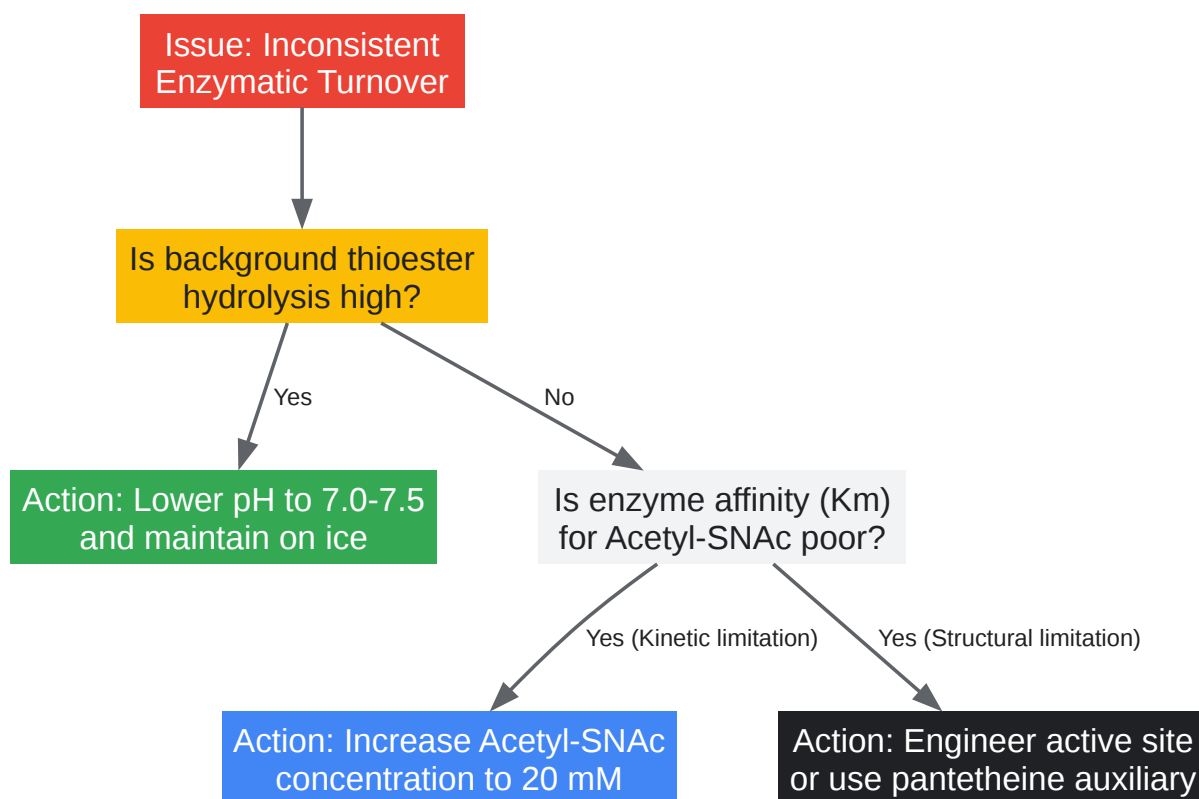 Issue: Inconsistent
Enzymatic Turnover
Is background thioester
hydrolysis high?
Yes
No
Action: Lower pH to 7.0-7.5
and maintain on ice
Is enzyme affinity (Km)
for Acetyl-SNAc poor?
Yes (Kinetic limitation)
Yes (Structural limitation)
Action: Increase Acetyl-SNAc
concentration to 20 mM
Action: Engineer active site
or use pantetheine auxiliary